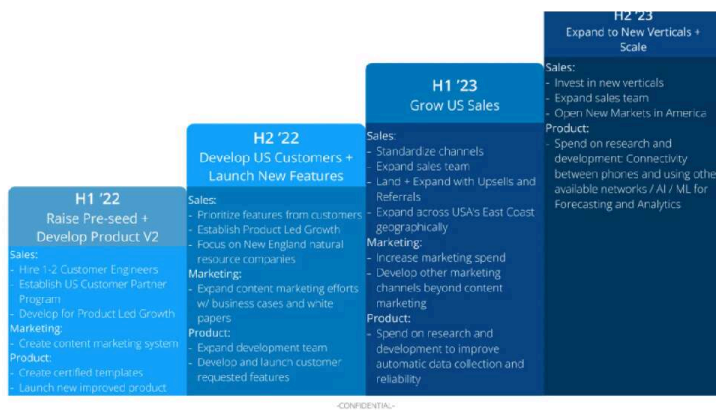 H1 '22
Raise Pre-seed +
Develop Product V2
Sales:
- Hire 1-2 Customer Engineers
- Establish US Customer Partner
Program
- Develop for Product Led Growth
Marketing:
- Create content marketing system
Product:
- Create certified templates
- Launch new improved product
H2 '22
Develop US Customers +
Launch New Features
Sales:
- Prioritize features from customers
- Establish Product Led Growth
- Focus on New England natural
resource companies
Marketing:
- Expand content marketing efforts
w/ business cases and white
papers
Product:
- Expand development team
- Develop and launch customer
requested features
H1 '23
Grow US Sales
Sales:
- Standardize channels
- Expand sales team
- Land + Expand with Upsells and
Referrals
- Expand across USA's East Coast
geographically
Marketing:
- Increase marketing spend
- Develop other marketing
channels beyond content
marketing
Product:
- Spend on research and
development to improve
automatic data collection and
reliability
H2 '23
Expand to New Verticals +
Scale
Sales:
- Invest in new verticals
- Expand sales team
- Open New Markets in America
Product:
- Spend on research and
development: Connectivity
between phones and using othe
available networks / AI / ML for
Forecasting and Analytics
-CONFIDENTIAL-